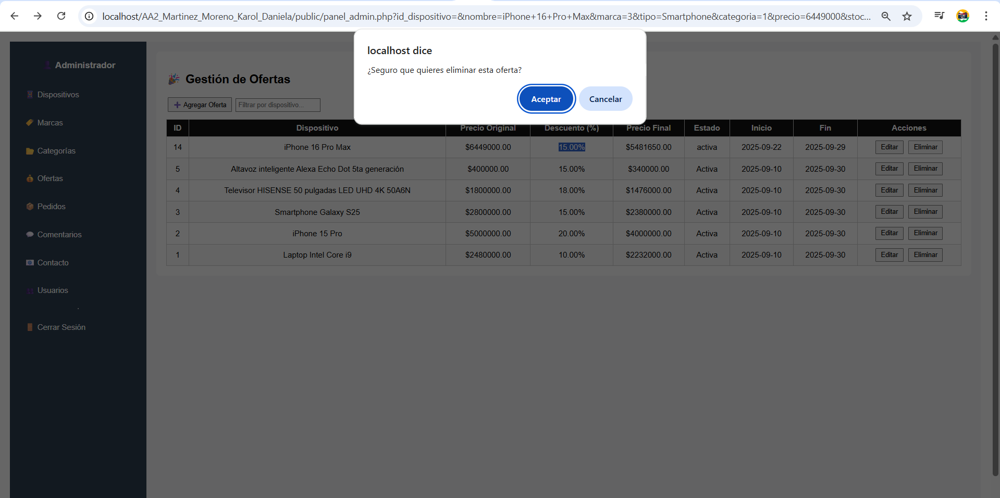 localhost/AA2_Martinez_Moreno_Karol_Daniela/public/panel_admin.php?id_dispositivo=&nombre=iPhone+16+Pro+Max&marca=3&tipo=Smartphone&categoria=1&precio=6449000&stoc...
localhost dice
¿Seguro que quieres eliminar esta oferta?
Aceptar Cancelar
Administrador
Dispositivos
Marcas
Categorías
Ofertas
Pedidos
Comentarios
Contacto
Usuarios
Cerrar Sesión
Gestión de Ofertas
Agregar Oferta Filtrar por dispositivo...
ID Dispositivo Precio Original Descuento (%) Precio Final Estado Inicio Fin Acciones
14 iPhone 16 Pro Max $6449000.00 15.00% $5481650.00 activa 2025-09-22 2025-09-29 Editar Eliminar
5 Altavoz inteligente Alexa Echo Dot 5ta generación $400000.00 15.00% $340000.00 Activa 2025-09-10 2025-09-30 Editar Eliminar
4 Televisor HISENSE 50 pulgadas LED UHD 4K 50A6N $1800000.00 18.00% $1476000.00 Activa 2025-09-10 2025-09-30 Editar Eliminar
3 Smartphone Galaxy S25 $2800000.00 15.00% $2380000.00 Activa 2025-09-10 2025-09-30 Editar Eliminar
2 iPhone 15 Pro $5000000.00 20.00% $4000000.00 Activa 2025-09-10 2025-09-30 Editar Eliminar
1 Laptop Intel Core i9 $2480000.00 10.00% $2232000.00 Activa 2025-09-10 2025-09-30 Editar Eliminar